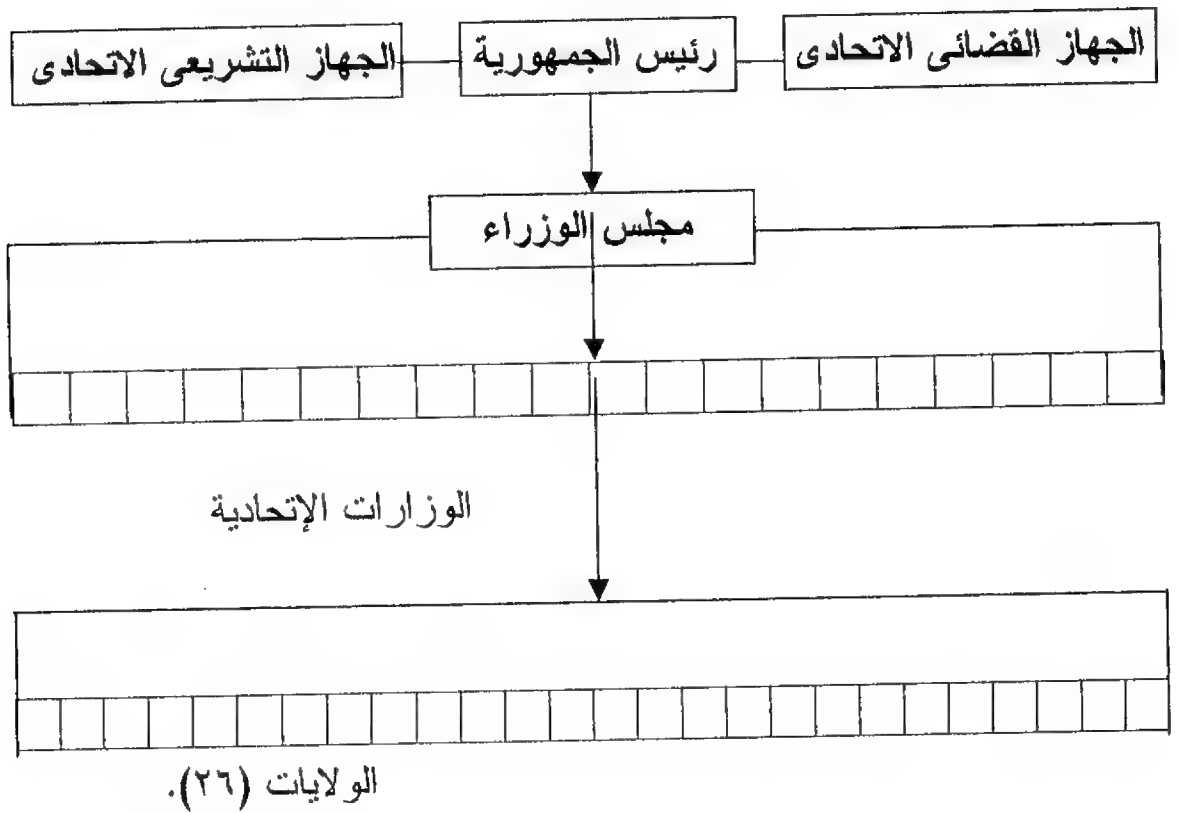 الجهاز القضائى الاتحادى
رئيس الجمهورية
الجهاز التشريعى الاتحادى
مجلس الوزراء
الوزارات الإتحادية
الولايات (٢٦).